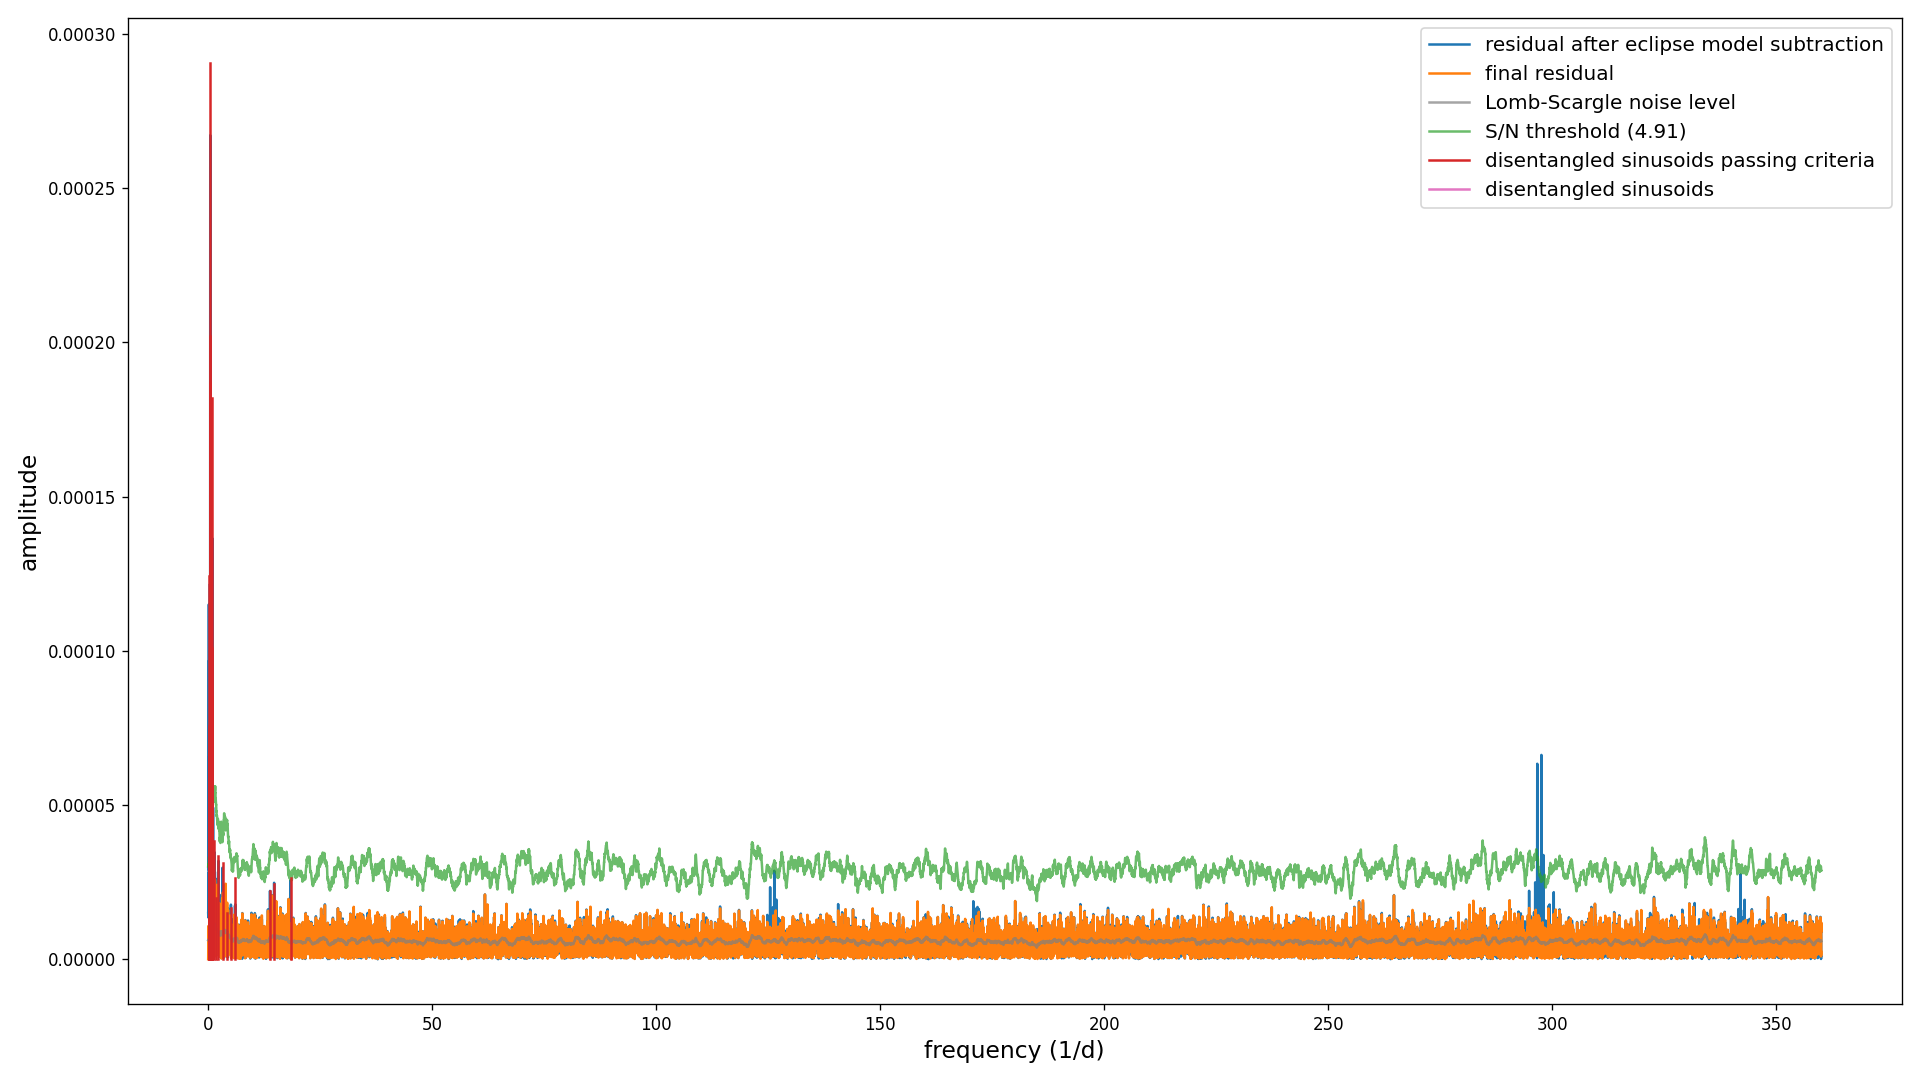 residual after eclipse model subtraction
final residual
Lomb-Scargle noise level
S/N threshold (4.91)
disentangled sinusoids passing criteria
disentangled sinusoids
0.00030
0.00025
0.00020
0.00015
0.00010
0.00005
0.00000
amplitude
0 50 100 150 200 250 300 350
frequency (1/d)